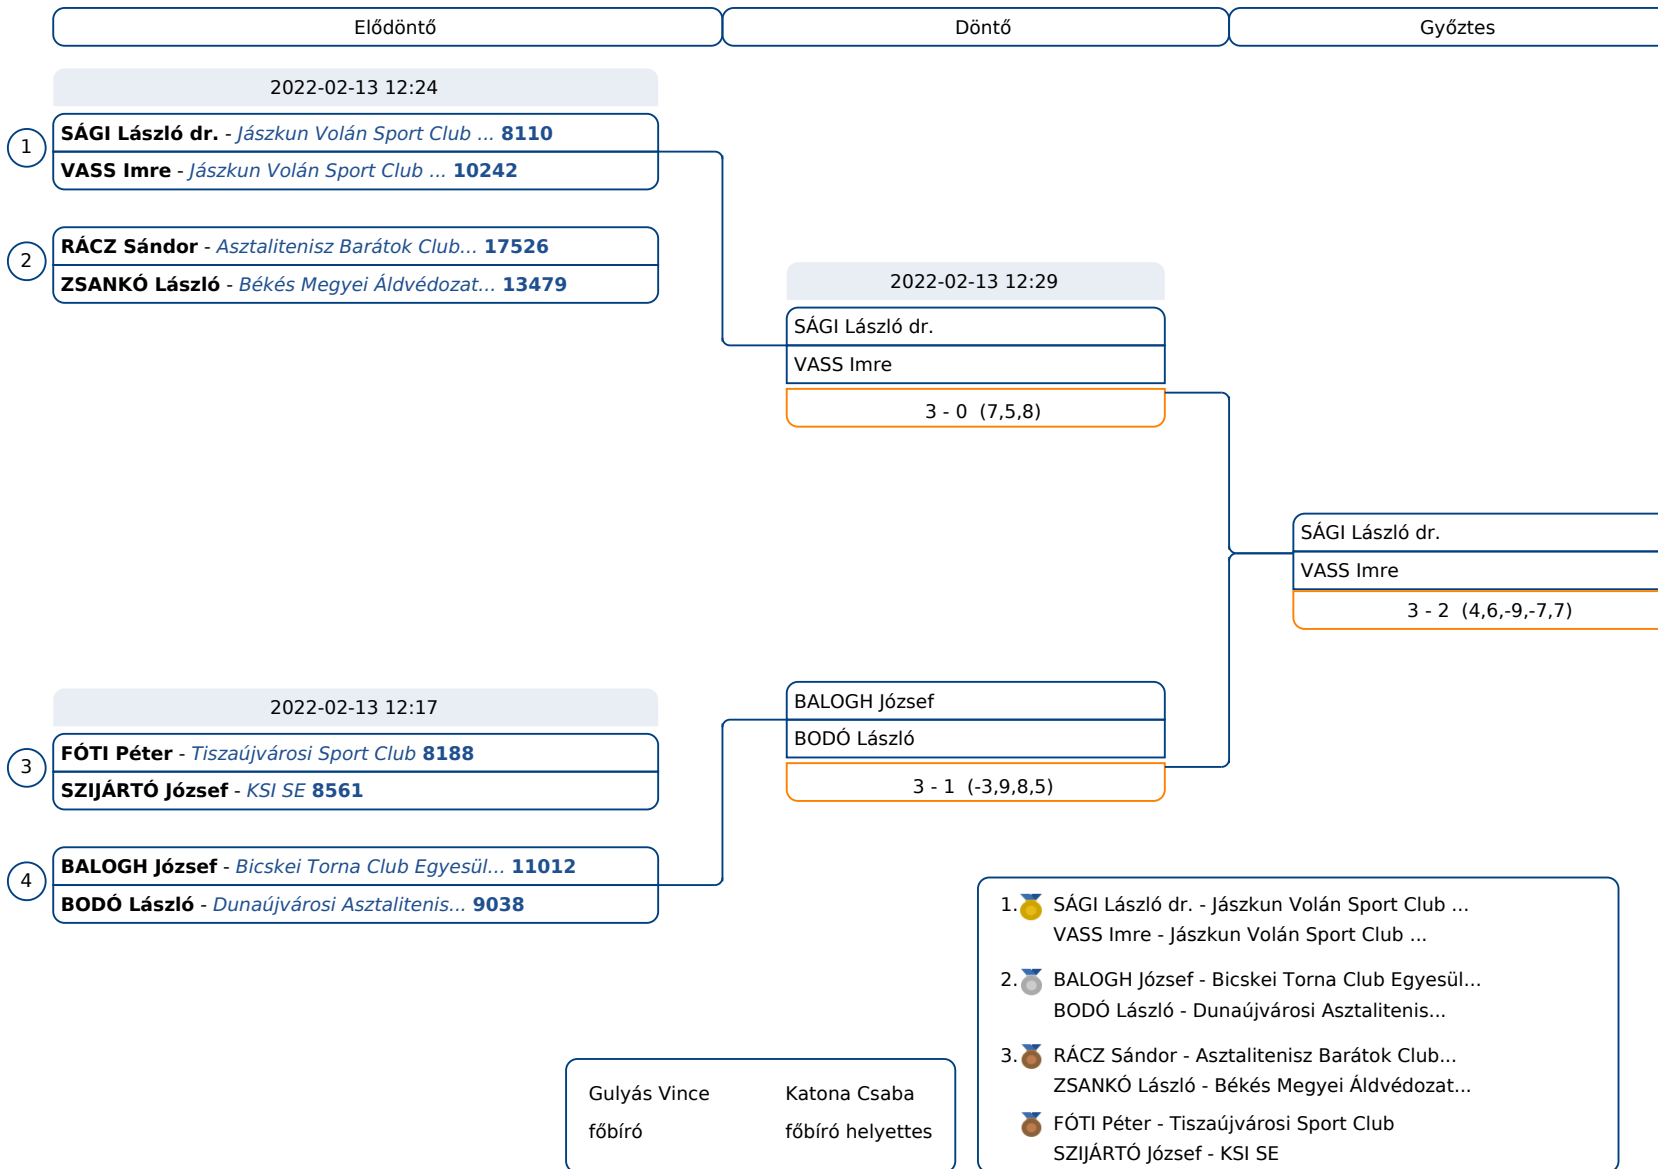 Elődöntő
Döntő
Győztes
2022-02-13 12:24
1
SÁGI László dr. - Jászkun Volán Sport Club ... 8110
VASS Imre - Jászkun Volán Sport Club ... 10242
2
RÁCZ Sándor - Asztalitenisz Barátok Club... 17526
ZSANKÓ László - Békés Megyei Áldvédozat... 13479
2022-02-13 12:29
SÁGI László dr.
VASS Imre
3 - 0 (7,5,8)
SÁGI László dr.
VASS Imre
3 - 2 (4,6,-9,-7,7)
2022-02-13 12:17
3
FÓTI Péter - Tiszaújvárosi Sport Club 8188
SZIJÁRTÓ József - KSI SE 8561
BALOGH József
BODÓ László
3 - 1 (-3,9,8,5)
4
BALOGH József - Bicskei Torna Club Egyesül... 11012
BODÓ László - Dunaújvárosi Asztalitenis... 9038
1. SÁGI László dr. - Jászkun Volán Sport Club ...
VASS Imre - Jászkun Volán Sport Club ...
2. BALOGH József - Bicskei Torna Club Egyesül...
BODÓ László - Dunaújvárosi Asztalitenis...
3. RÁCZ Sándor - Asztalitenisz Barátok Club...
ZSANKÓ László - Békés Megyei Áldvédozat...
FÓTI Péter - Tiszaújvárosi Sport Club
SZIJÁRTÓ József - KSI SE
Gulyás Vince Katona Csaba
főbíró főbíró helyettes